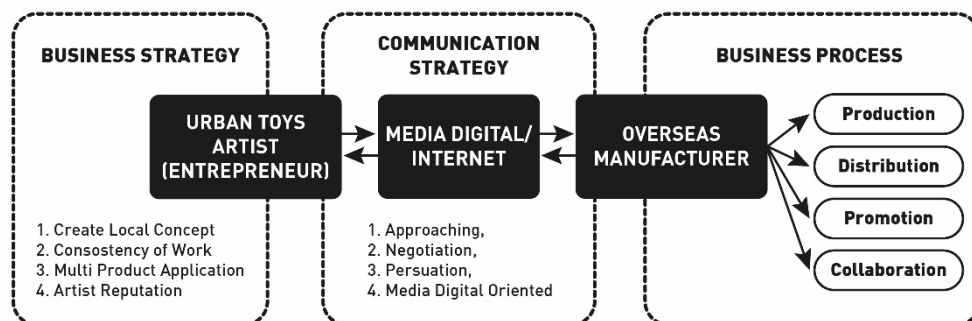 BUSINESS STRATEGY
URBAN TOYS
ARTIST
(ENTREPRENEUR)
1. Create Local Concept
2. Consostency of Work
3. Multi Product Application
4. Artist Reputation
COMMUNICATION
STRATEGY
MEDIA DIGITAL/
INTERNET
1. Approaching,
2. Negotiation,
3. Persuation,
4. Media Digital Oriented
BUSINESS PROCESS
OVERSEAS
MANUFACTURER
Production
Distribution
Promotion
Collaboration